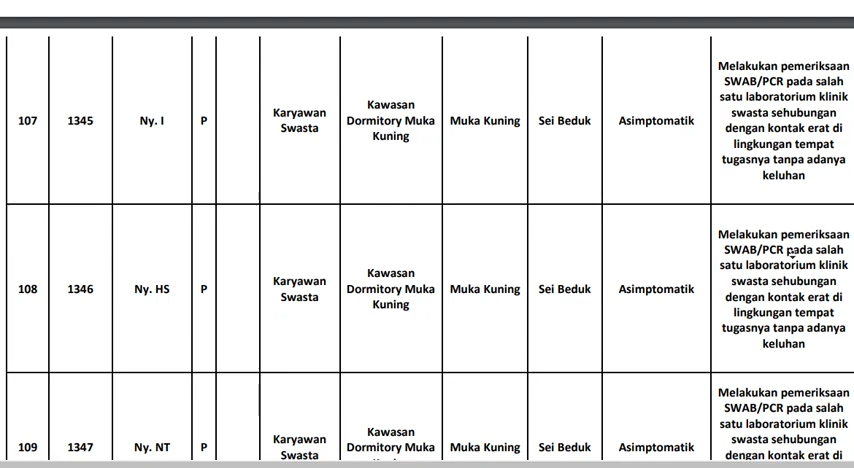 107 1345 Ny. I P Karyawan Swasta Kawasan Dormitory Muka Kuning Muka Kuning Sei Beduk Asimptomatik Melakukan pemeriksaan SWAB/PCR pada salah satu laboratorium klinik swasta sehubungan dengan kontak erat di lingkungan tempat tugasnya tanpa adanya keluhan
108 1346 Ny. HS P Karyawan Swasta Kawasan Dormitory Muka Kuning Muka Kuning Sei Beduk Asimptomatik Melakukan pemeriksaan SWAB/PCR pada salah satu laboratorium klinik swasta sehubungan dengan kontak erat di lingkungan tempat tugasnya tanpa adanya keluhan
109 1347 Ny. NT P Karyawan Swasta Kawasan Dormitory Muka Muka Kuning Sei Beduk Asimptomatik Melakukan pemeriksaan SWAB/PCR pada salah satu laboratorium klinik swasta sehubungan dengan kontak erat di